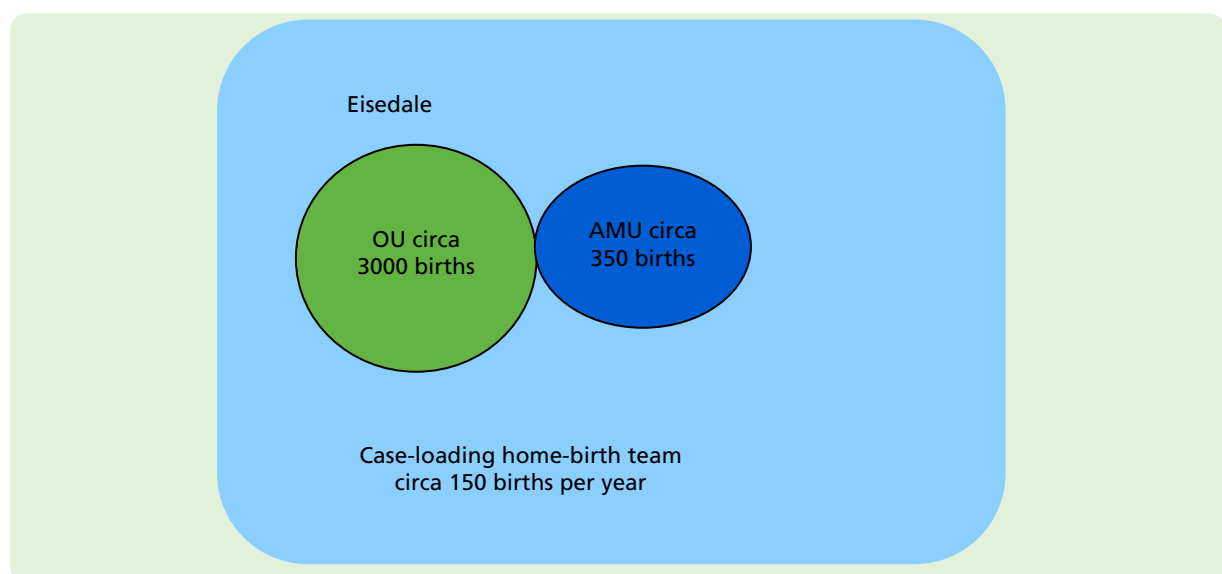 Eisedale
OU circa
3000 births
AMU circa
350 births
Case-loading home-birth team
circa 150 births per year